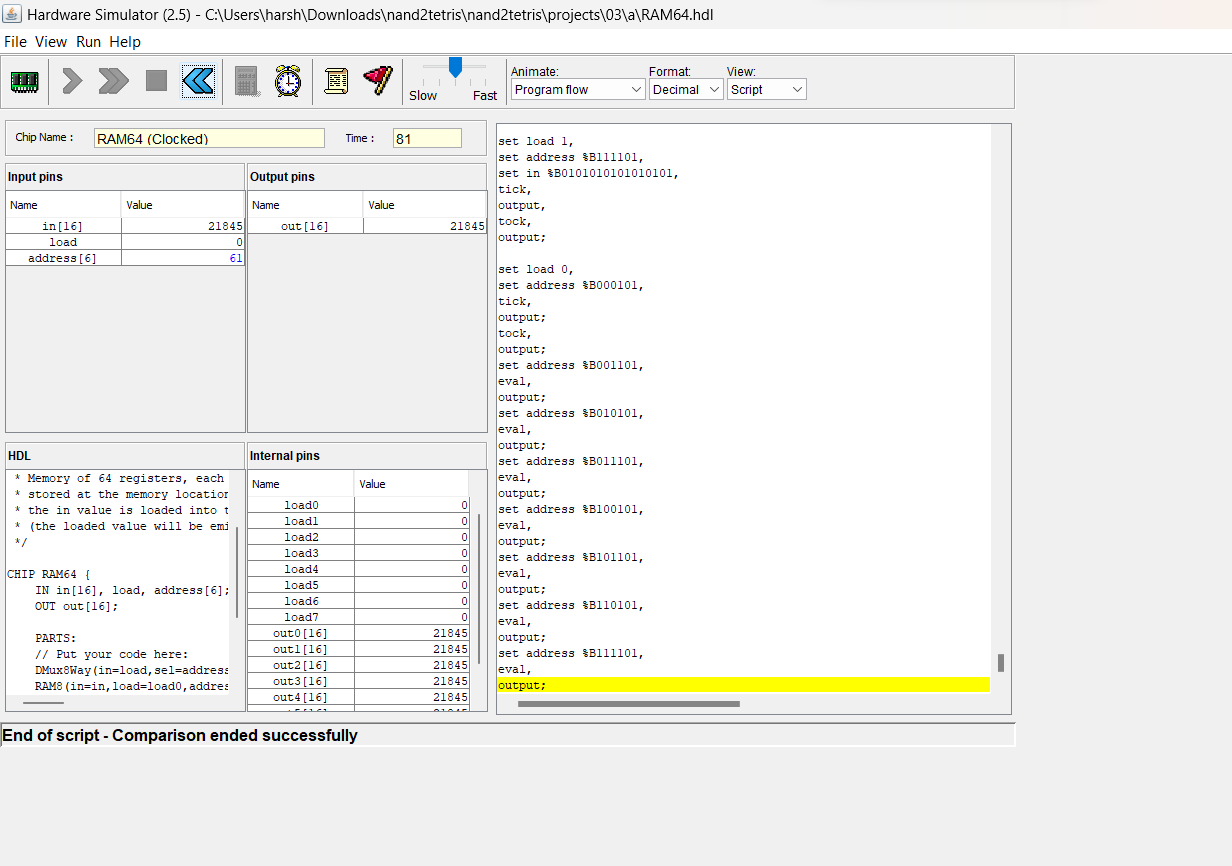 Hardware Simulator (2.5) - C:\Users\harsh\Downloads\nand2tetris\nand2tetris\projects\03\a\RAM64.hdl
File View Run Help
Slow Fast
Animate:
Program flow
Format:
Decimal
View:
Script
Chip Name :
RAM64 (Clocked)
Time :
81
Input pins
Name Value
in[16] 21845
load 0
address[6] 61
Output pins
Name Value
out[16] 21845
HDL
* Memory of 64 registers, each
* stored at the memory location
* the in value is loaded into t
* (the loaded value will be emi
*/
CHIP RAM64 {
IN in[16], load, address[6];
OUT out[16];
PARTS:
// Put your code here:
DMux8Way(in=load,sel=address
RAM8(in=in,load=load0,addres
Internal pins
Name Value
load0 0
load1 0
load2 0
load3 0
load4 0
load5 0
load6 0
load7 0
out0[16] 21845
out1[16] 21845
out2[16] 21845
out3[16] 21845
out4[16] 21845
set load 1,
set address %B111101,
set in %B0101010101010101,
tick,
output,
tock,
output;
set load 0,
set address %B000101,
tick,
output;
tock,
output;
set address %B001101,
eval,
output;
set address %B010101,
eval,
output;
set address %B011101,
eval,
output;
set address %B100101,
eval,
output;
set address %B101101,
eval,
output;
set address %B110101,
eval,
output;
set address %B111101,
eval,
output;
End of script - Comparison ended successfully